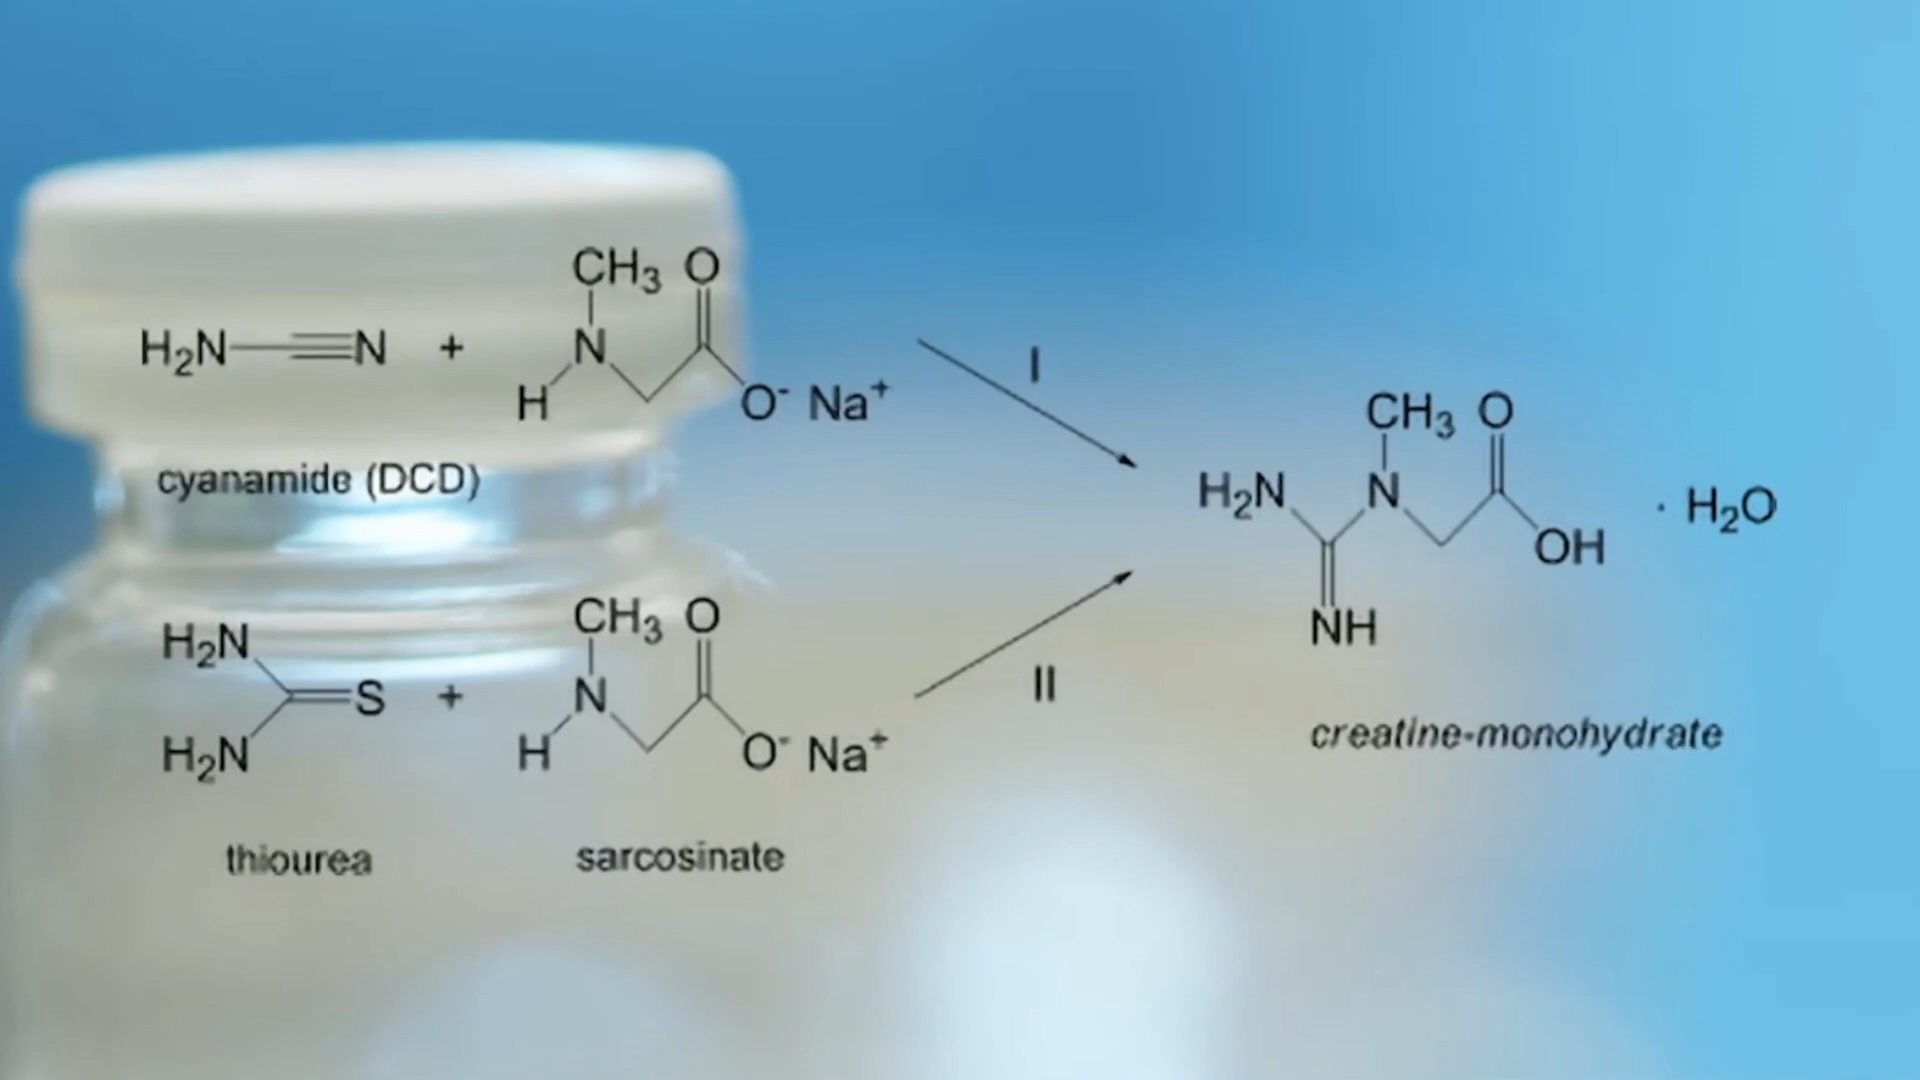 CH₃ O
H₂N N + N
H O⁻ Na⁺
cyanamide (DCD)
I
CH₃ O
H₂N N OH · H₂O
NH
creatine-monohydrate
CH₃ O
H₂N
S + N
H₂N H O⁻ Na⁺
II
thiourea sarcosinate